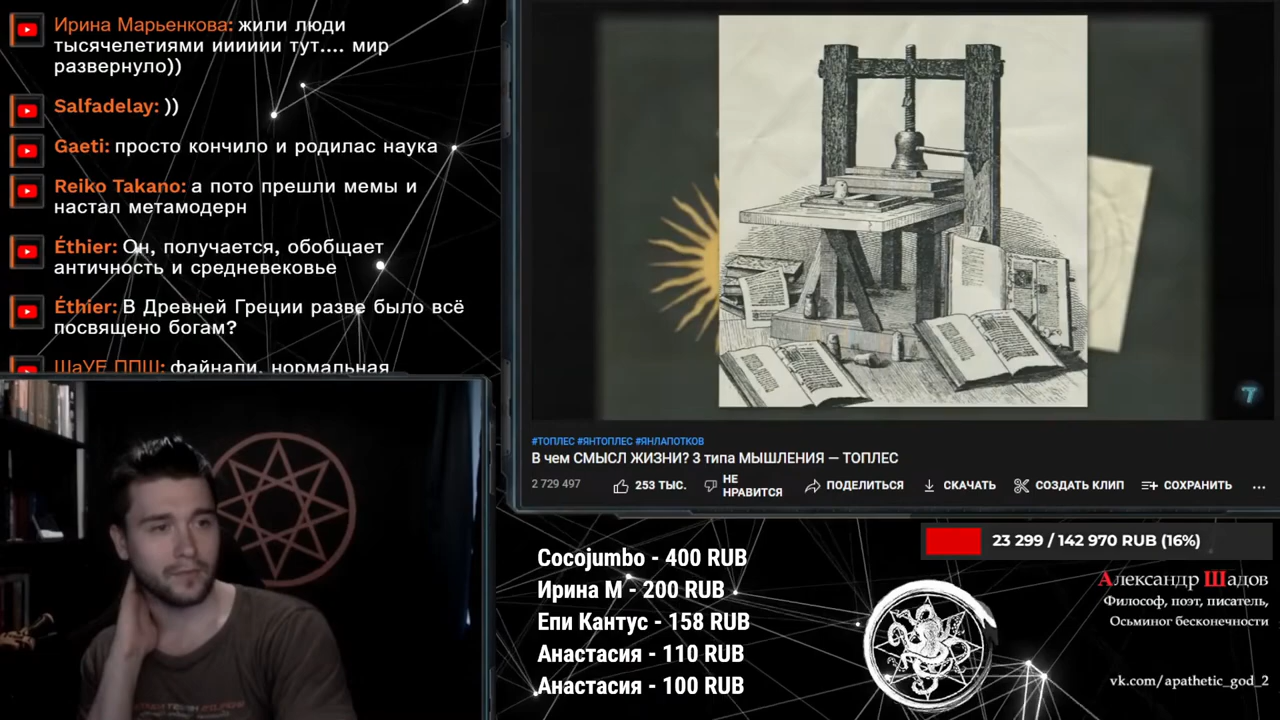 Ирина Марьенкова: жили люди
тысячелетиями ииииии тут.... мир
развернуло))
Salfadelay: ))
Gaeti: просто кончило и родилас наука
Reiko Takano: а пото прешли мемы и
настал метамодерн
Éthier: Он, получается, обобщает
античность и средневековье
Éthier: В Древней Греции разве было всё
посвящено богам?
ШаУЕ ППШ: файнали, нормальная
#ТОПЛЕС #ЯНТОПЛЕС #ЯНЛАПОТКОВ
В чем СМЫСЛ ЖИЗНИ? 3 типа МЫШЛЕНИЯ — ТОПЛЕС
2 729 497
253 ТЫС.
НЕ
НРАВИТСЯ
ПОДЕЛИТЬСЯ
СКАЧАТЬ
СОЗДАТЬ КЛИП
СОХРАНИТЬ
...
Cocojumbo - 400 RUB
Ирина М - 200 RUB
Епи Кантус - 158 RUB
Анастасия - 110 RUB
Анастасия - 100 RUB
23 299 / 142 970 RUB (16%)
Александр Шадов
Философ, поэт, писатель,
Осьминог бесконечности
vk.com/apathetic_god_2